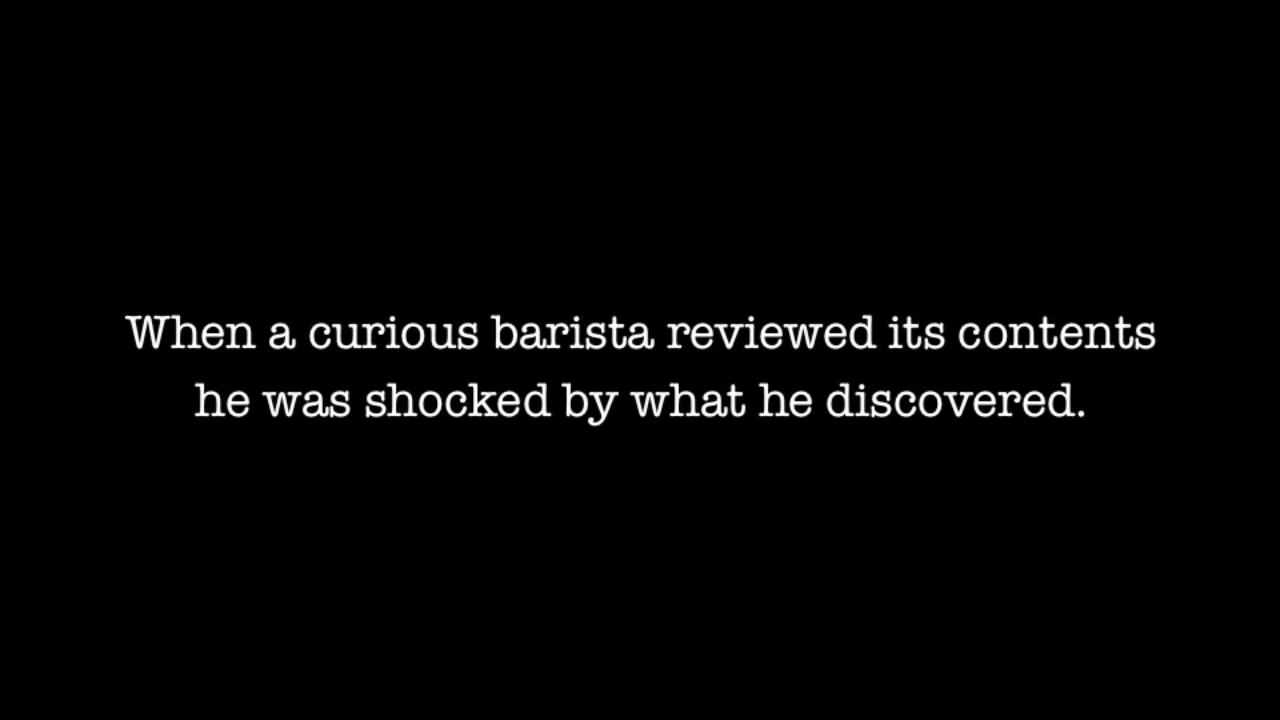 When a curious barista reviewed its contents
he was shocked by what he discovered.